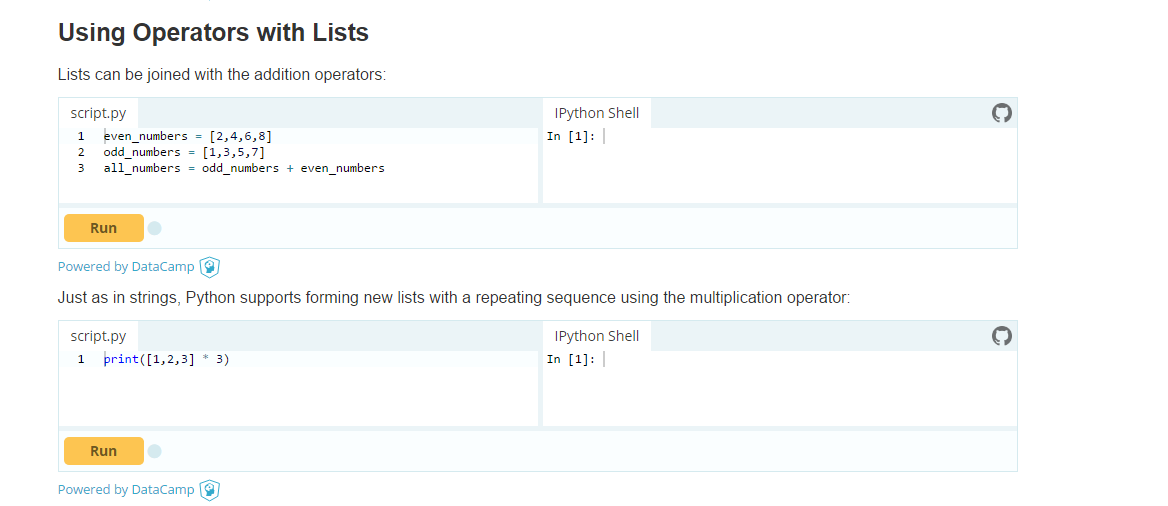 Using Operators with Lists
Lists can be joined with the addition operators:
script.py
IPython Shell
1 even_numbers = [2,4,6,8]
2 odd_numbers = [1,3,5,7]
3 all_numbers = odd_numbers + even_numbers
In [1]:
Run
Powered by DataCamp
Just as in strings, Python supports forming new lists with a repeating sequence using the multiplication operator:
script.py
IPython Shell
1 print([1,2,3] * 3)
In [1]:
Run
Powered by DataCamp